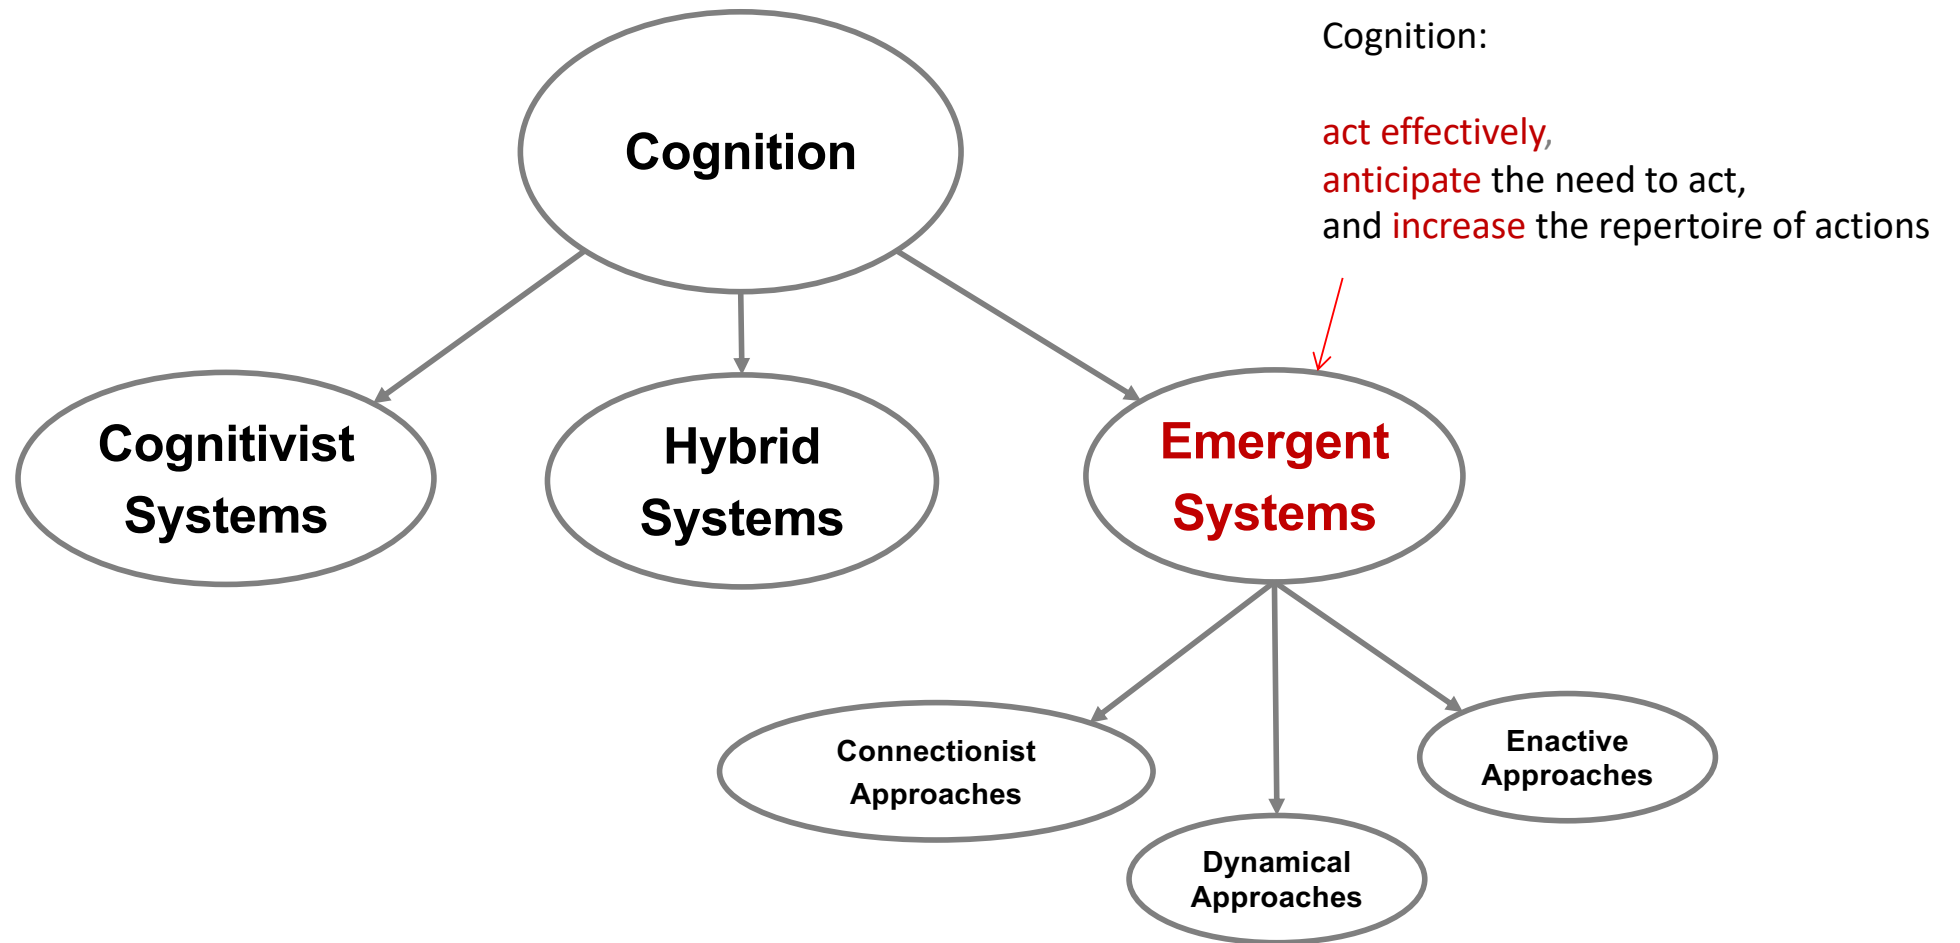 Cognition:
act effectively,
anticipate the need to act,
and increase the repertoire of actions
Cognition
Cognitivist
Systems
Hybrid
Systems
Emergent
Systems
Connectionist
Approaches
Dynamical
Approaches
Enactive
Approaches